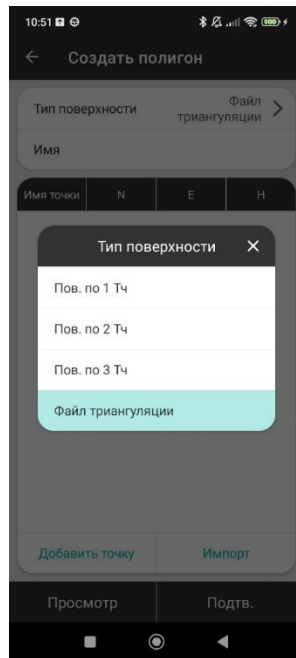 10:51
100
Создать полигон
Тип поверхности
Файл
триангуляции
Имя
Имя точки N E H
Тип поверхности
Пов. по 1 Тч
Пов. по 2 Тч
Пов. по 3 Тч
Файл триангуляции
Добавить точку Импорт
Просмотр Подтв.